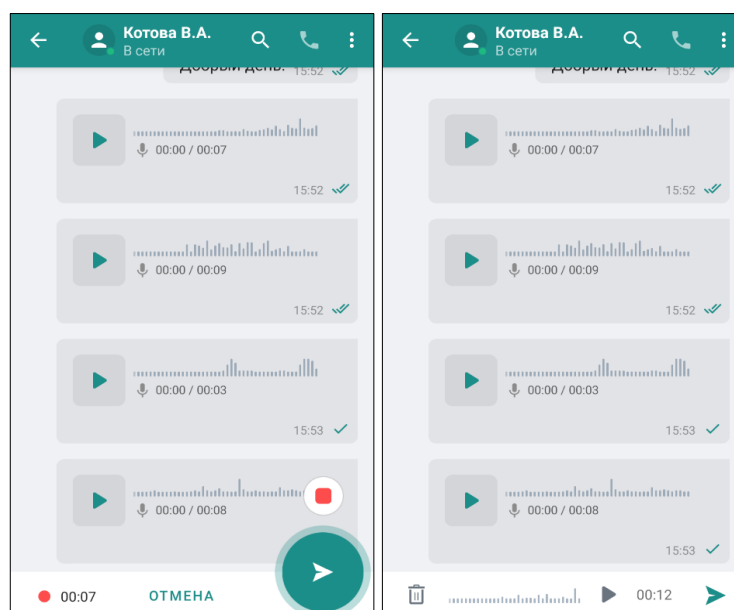 Котова В.А.
В сети
Добрый день. 15:52
00:00 / 00:07
15:52
00:00 / 00:09
15:52
00:00 / 00:03
15:53
00:00 / 00:08
00:07 ОТМЕНА
Котова В.А.
В сети
Добрый день. 15:52
00:00 / 00:07
15:52
00:00 / 00:09
15:52
00:00 / 00:03
15:53
00:00 / 00:08
15:53
00:12